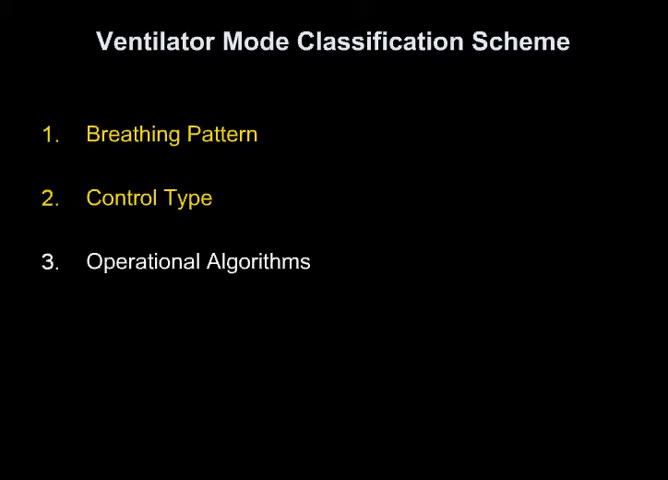 Ventilator Mode Classification Scheme
1. Breathing Pattern
2. Control Type
3. Operational Algorithms